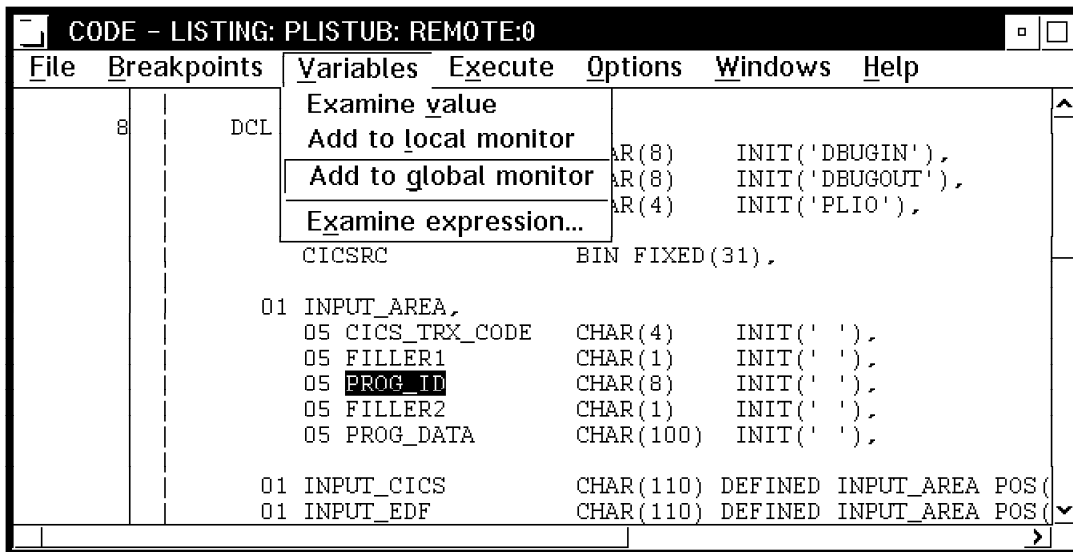 CODE - LISTING: PLISTUB: REMOTE:0
File Breakpoints Variables Execute Options Windows Help
Examine value
8 DCL
Add to local monitor
AR(8) INIT('DBUGIN'),
Add to global monitor AR(8) INIT('DBUGOUT'),
AR(4) INIT('PLIO'),
Examine expression...
CICSRC BIN FIXED(31),
01 INPUT_AREA,
05 CICS_TRX_CODE CHAR(4) INIT(' '),
05 FILLER1 CHAR(1) INIT(' '),
05 PROG_ID CHAR(8) INIT(' '),
05 FILLER2 CHAR(1) INIT(' '),
05 PROG_DATA CHAR(100) INIT(' '),
01 INPUT_CICS CHAR(110) DEFINED INPUT_AREA POS(
01 INPUT_EDF CHAR(110) DEFINED INPUT_AREA POS(